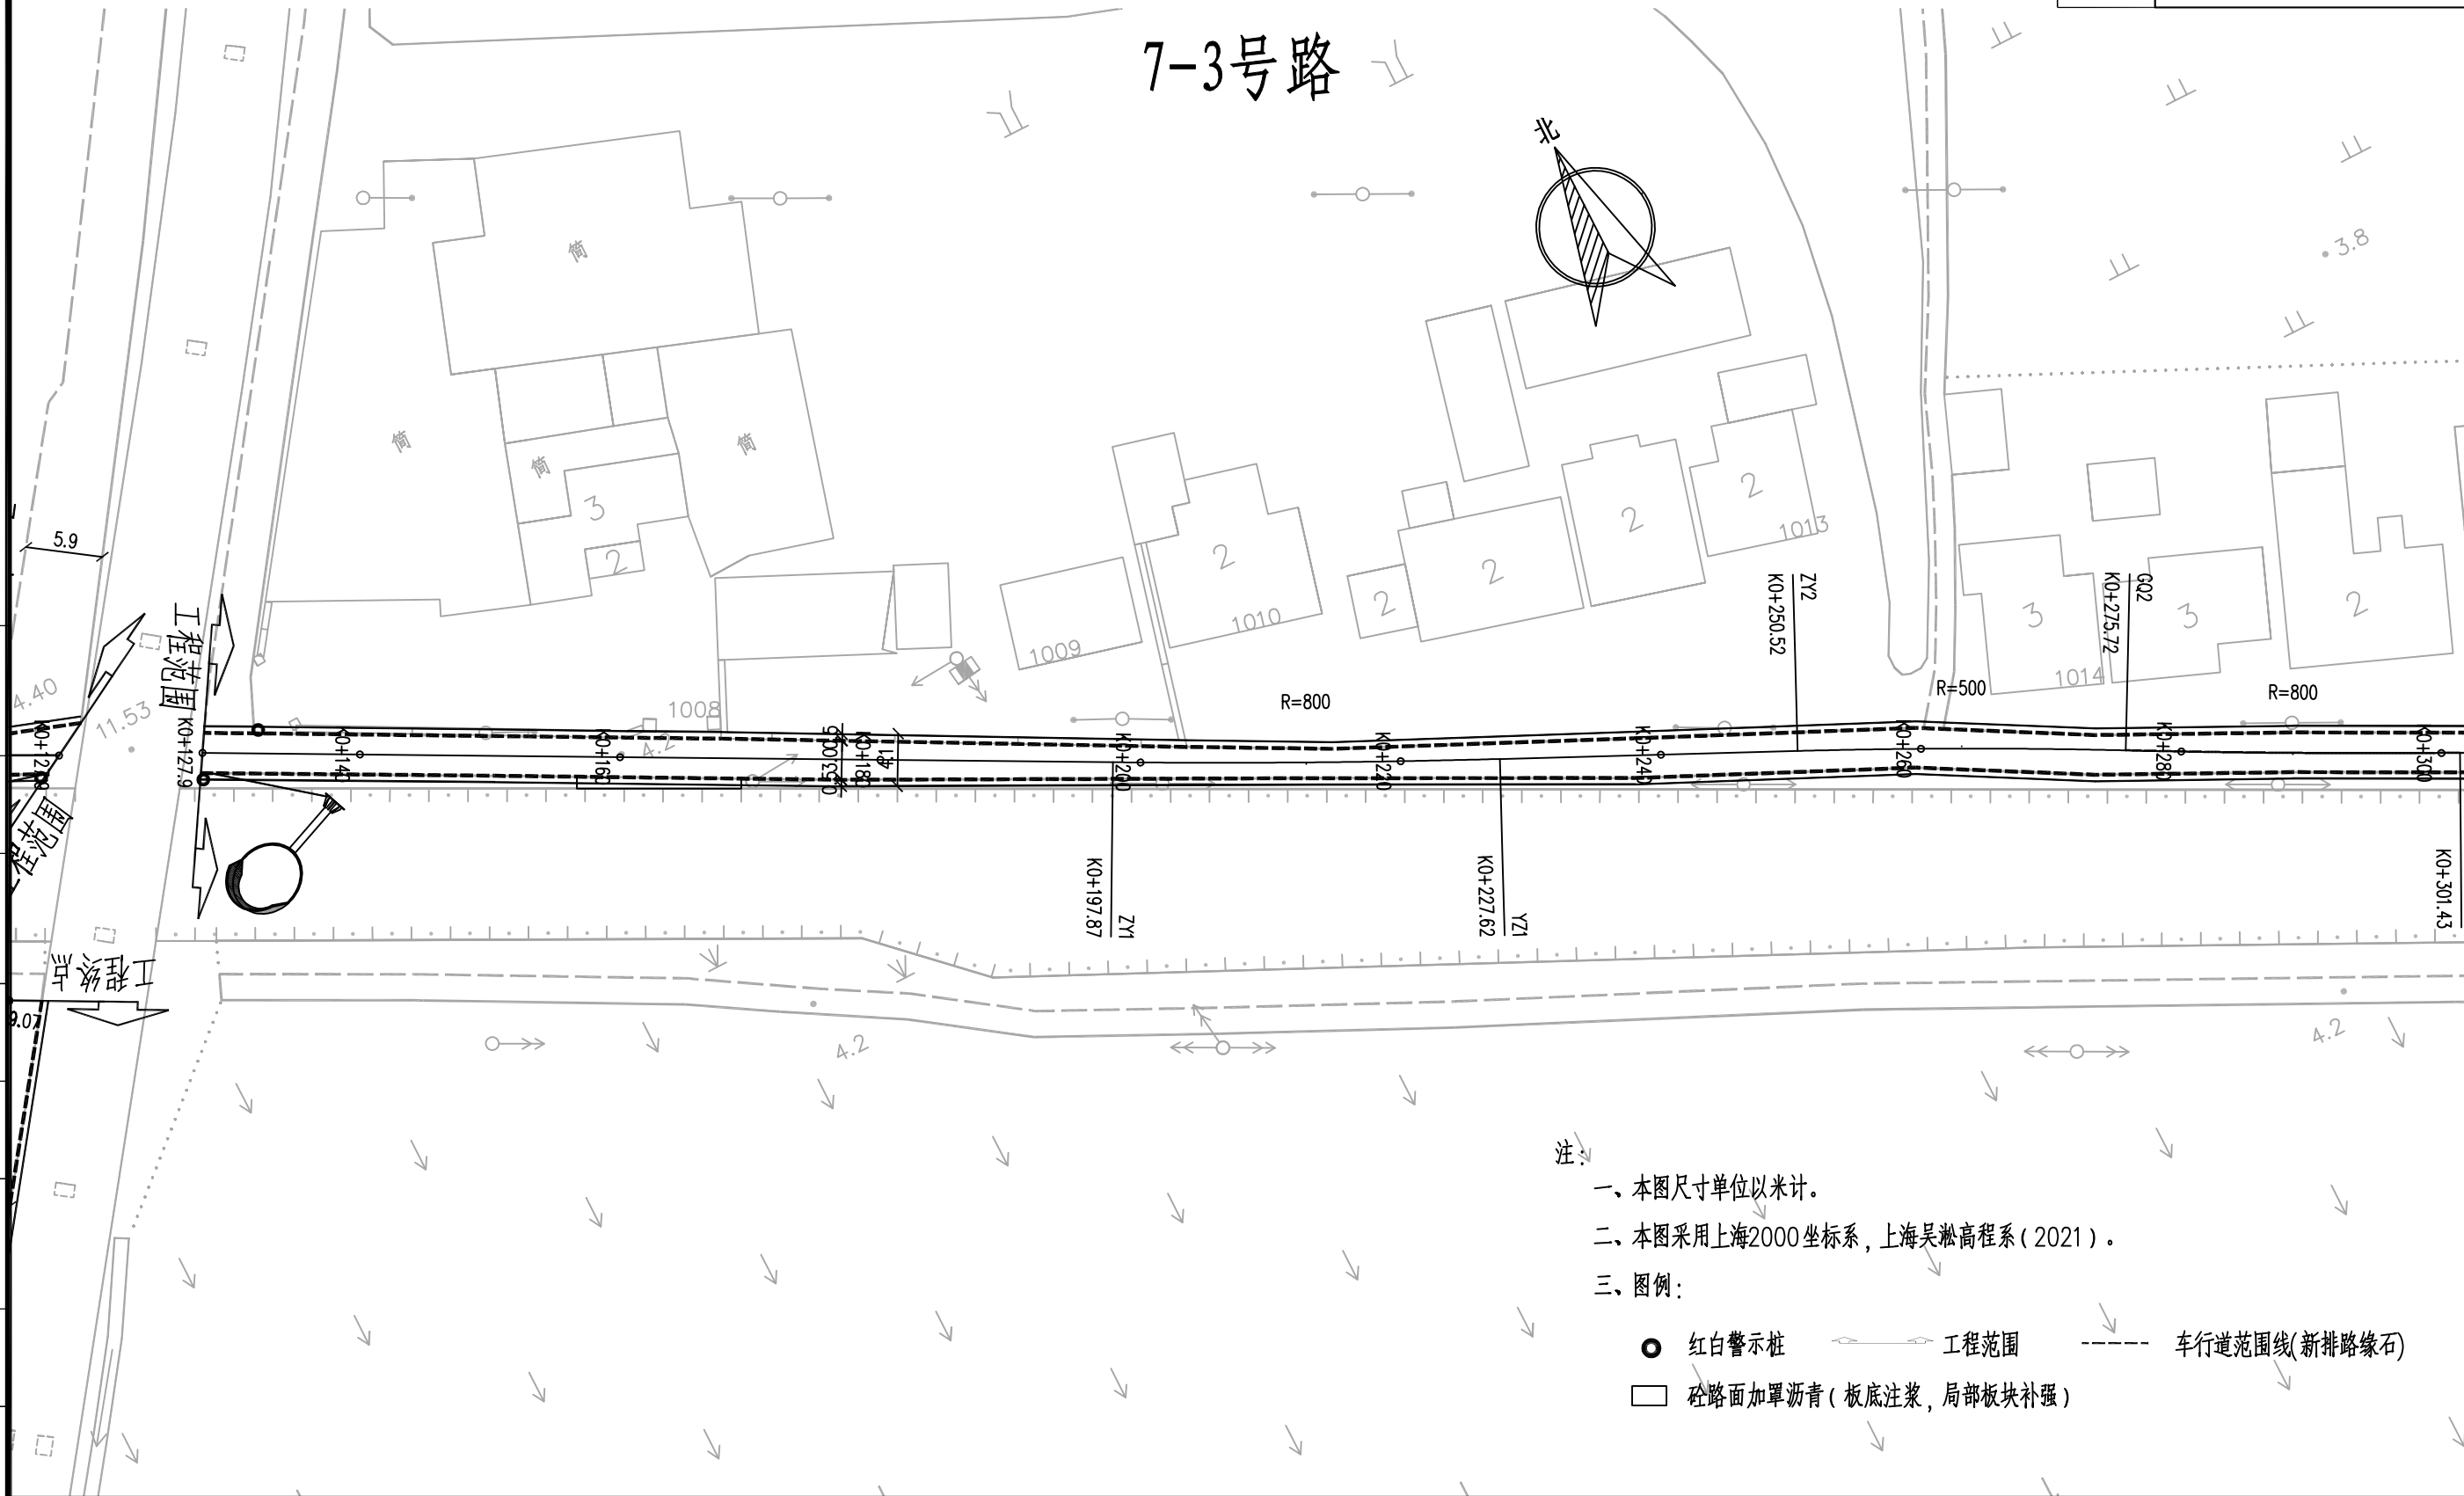 7-3号路
北
简
3.8
简
简
简
3
2
2
1010
2
2
2
2
1013
3
1014
3
2
1009
1008
5.9
工程范围
4.40
11.53
4.2
K0+127.9
K0+140
K0+160
K0+180
4.1
K0+200
R=800
K0+220
K0+240
K0+250.52
ZY2
K0+260
R=500
K0+275.72
GQ2
K0+280
R=800
K0+300
程范围
K0+197.87
ZY1
K0+227.62
YZ1
K0+301.43
工程终点
9.07
4.2
4.2
注：
一、本图尺寸单位以米计。
二、本图采用上海2000坐标系，上海吴淞高程系(2021)。
三、图例：
红白警示桩 工程范围 车行道范围线(新排路缘石)
砼路面加罩沥青(板底注浆，局部板块补强)